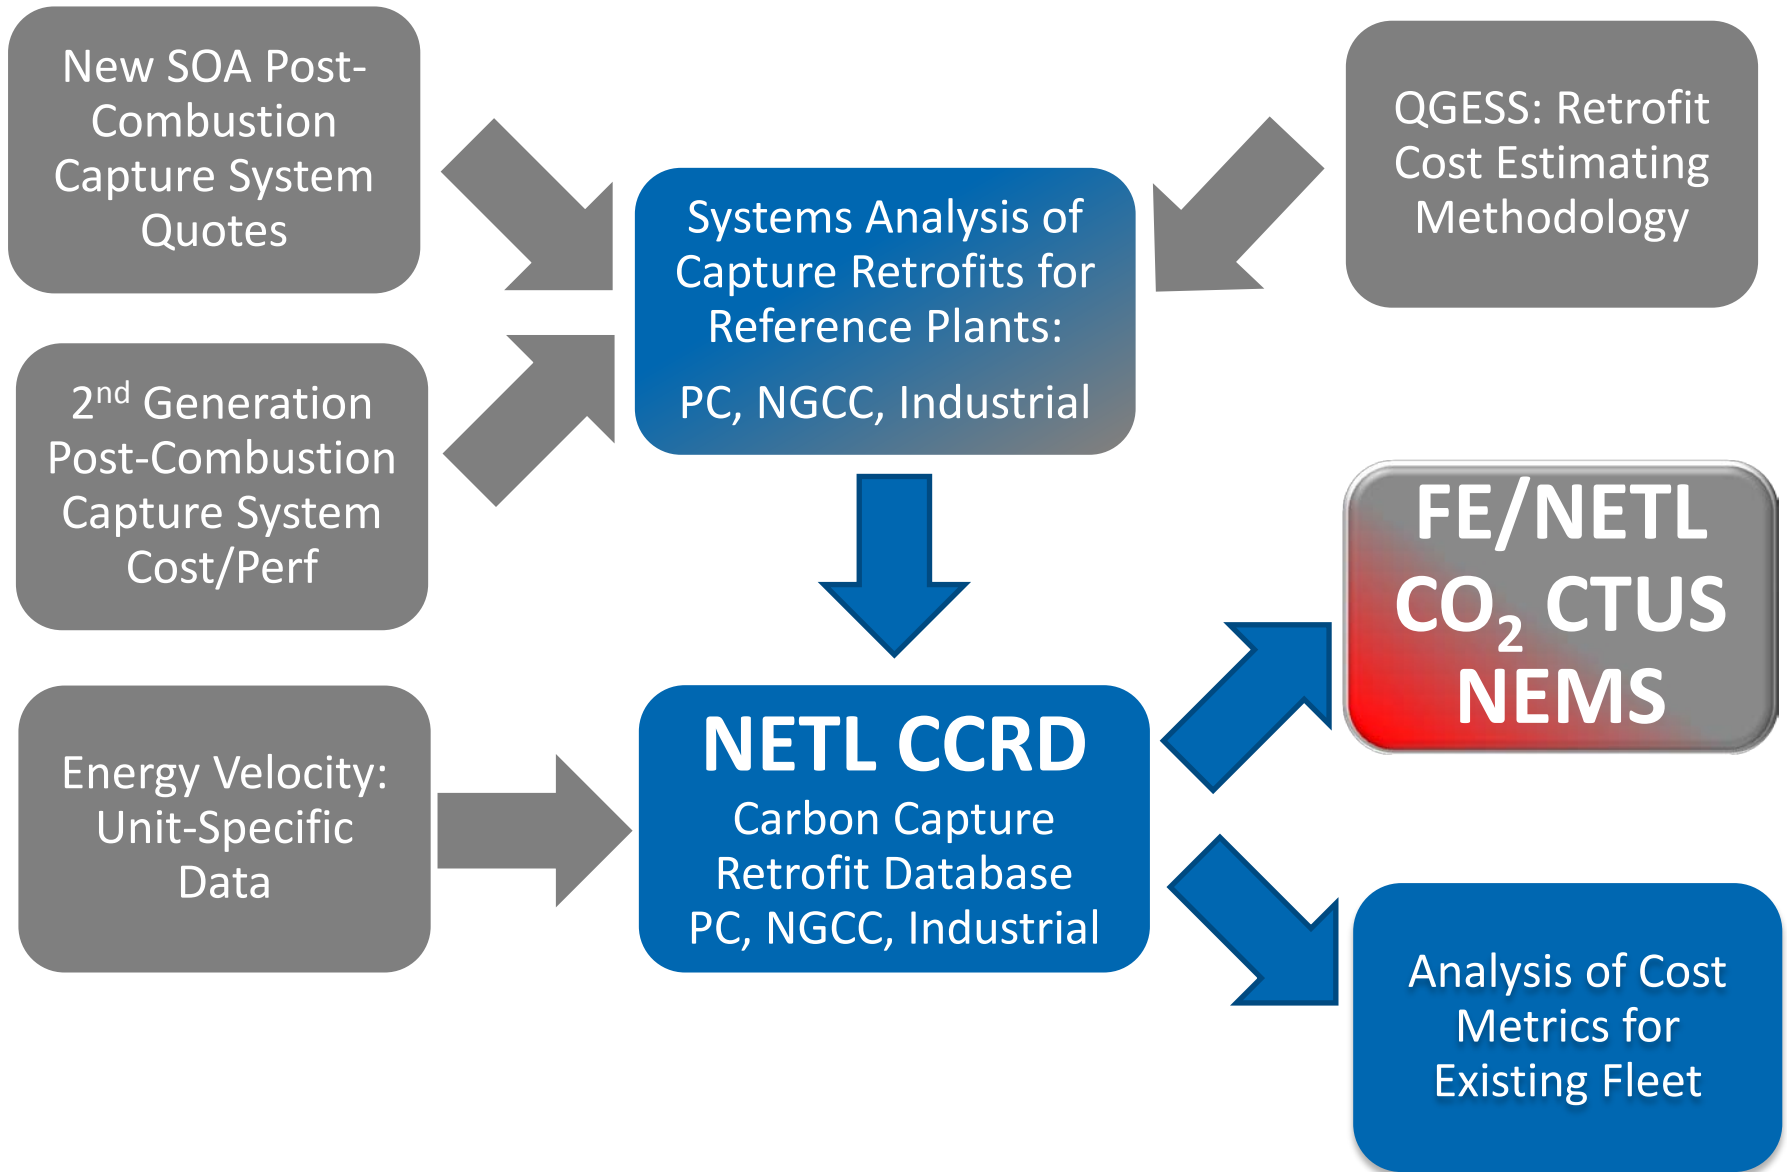 New SOA Post-
Combustion
Capture System
Quotes
QGESS: Retrofit
Cost Estimating
Methodology
Systems Analysis of
Capture Retrofits for
Reference Plants:
PC, NGCC, Industrial
2nd Generation
Post-Combustion
Capture System
Cost/Perf
FE/NETL
CO2 CTUS
NEMS
Energy Velocity:
Unit-Specific
Data
NETL CCRD
Carbon Capture
Retrofit Database
PC, NGCC, Industrial
Analysis of Cost
Metrics for
Existing Fleet